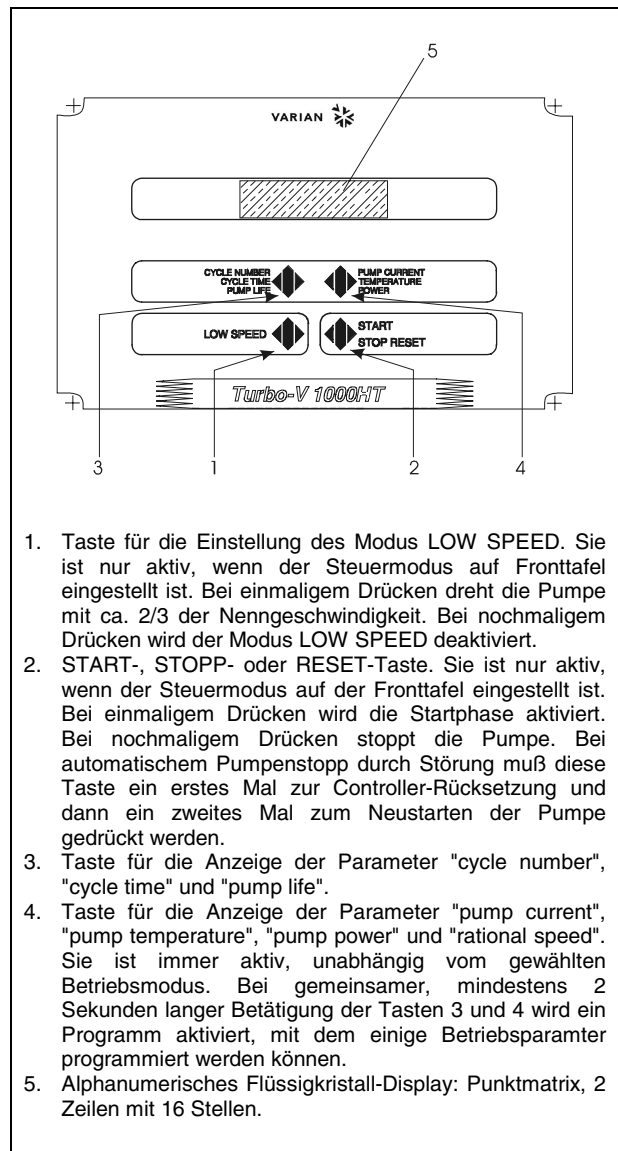 5
VARIAN
CYCLE NUMBER
CYCLE TIME
PUMP LIFE
PUMP CURRENT
TEMPERATURE
POWER
LOW SPEED
START
STOP RESET
Turbo-V 1000HT
3
1
2
4
1. Taste für die Einstellung des Modus LOW SPEED. Sie
ist nur aktiv, wenn der Steuermodus auf Fronttafel
eingestellt ist. Bei einmaligem Drücken dreht die Pumpe
mit ca. 2/3 der Nenngeschwindigkeit. Bei nochmaligem
Drücken wird der Modus LOW SPEED deaktiviert.
2. START-, STOPP- oder RESET-Taste. Sie ist nur aktiv,
wenn der Steuermodus auf der Fronttafel eingestellt ist.
Bei einmaligem Drücken wird die Startphase aktiviert.
Bei nochmaligem Drücken stoppt die Pumpe. Bei
automatischem Pumpenstopp durch Störung muß diese
Taste ein erstes Mal zur Controller-Rücksetzung und
dann ein zweites Mal zum Neustarten der Pumpe
gedrückt werden.
3. Taste für die Anzeige der Parameter "cycle number",
"cycle time" und "pump life".
4. Taste für die Anzeige der Parameter "pump current",
"pump temperature", "pump power" und "rational speed".
Sie ist immer aktiv, unabhängig vom gewählten
Betriebsmodus. Bei gemeinsamer, mindestens 2
Sekunden langer Betätigung der Tasten 3 und 4 wird ein
Programm aktiviert, mit dem einige Betriebsparamter
programmiert werden können.
5. Alphanumerisches Flüssigkristall-Display: Punktmatrix, 2
Zeilen mit 16 Stellen.